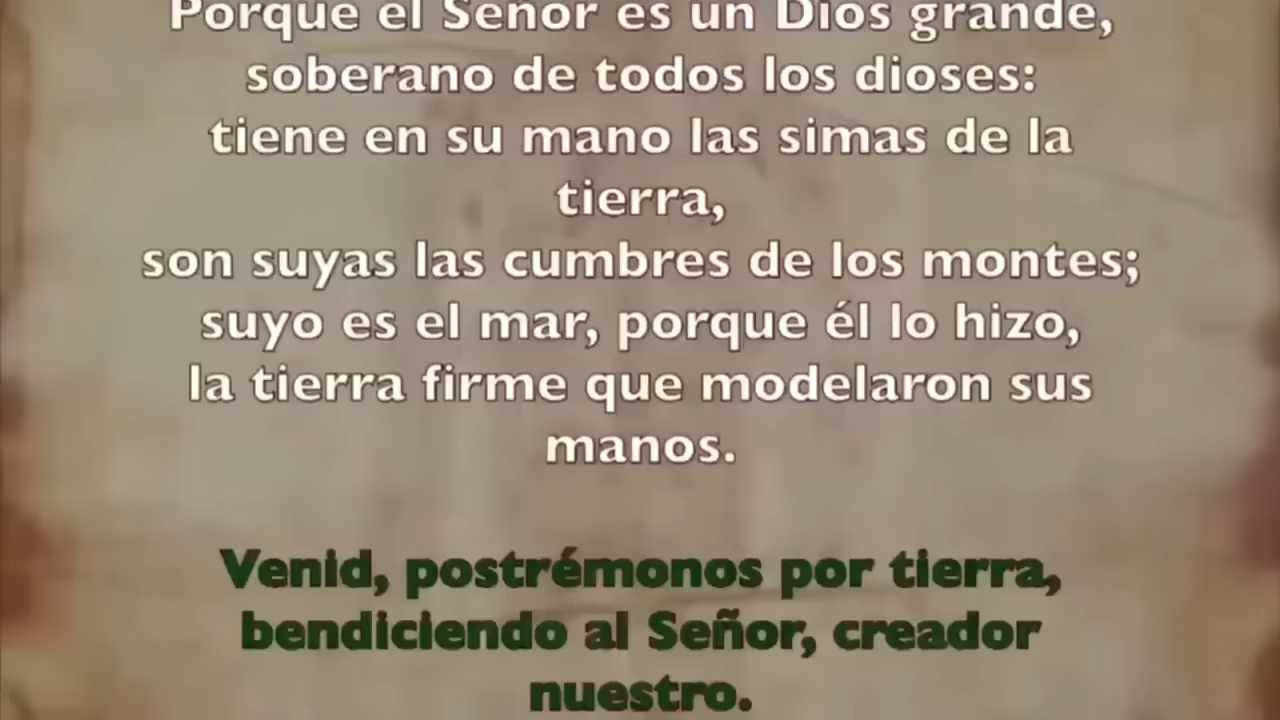 Porque el Señor es un Dios grande,
soberano de todos los dioses:
tiene en su mano las simas de la
tierra,
son suyas las cumbres de los montes;
suyo es el mar, porque él lo hizo,
la tierra firme que modelaron sus
manos.
Venid, postrémonos por tierra,
bendiciendo al Señor, creador
nuestro.